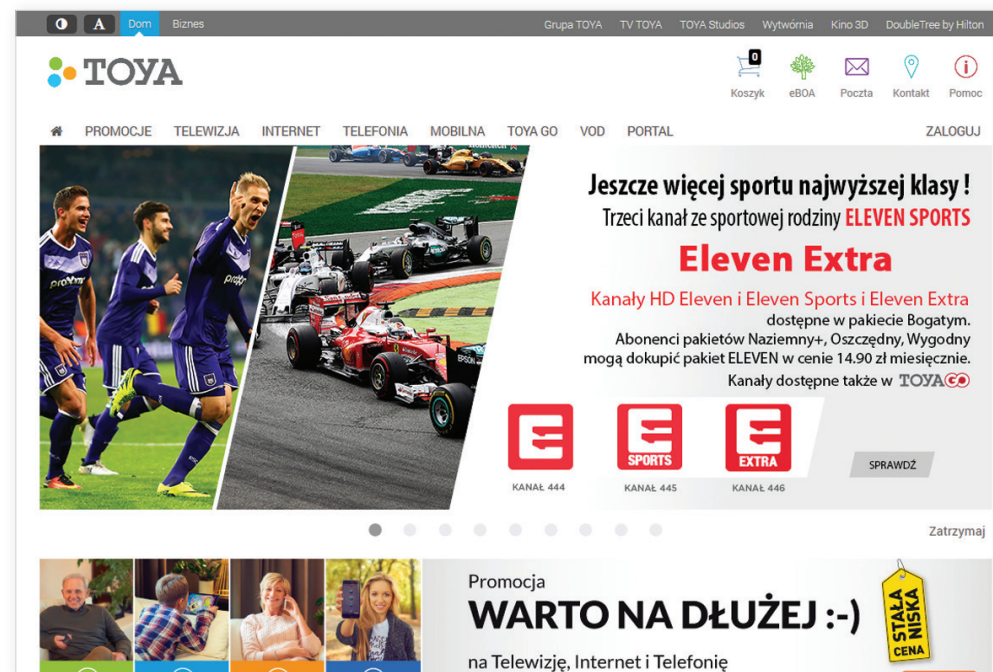 A
Dom
Biznes
Grupa TOYA
TV TOYA
TOYA Studios
Wytwórnia
Kino 3D
DoubleTree by Hilton
TOYA
0
Koszyk
eBOA
Poczta
Kontakt
Pomoc
PROMOCJE
TELEWIZJA
INTERNET
TELEFONIA
MOBILNA
TOYA GO
VOD
PORTAL
ZALOGUJ
Jeszcze więcej sportu najwyższej klasy !
Trzeci kanał ze sportowej rodziny ELEVEN SPORTS
Eleven Extra
Kanały HD Eleven i Eleven Sports i Eleven Extra
dostępne w pakiecie Bogatym.
Abonenci pakietów Naziemny+, Oszczędny, Wygodny
mogą dokupić pakiet ELEVEN w cenie 14.90 zł miesięcznie.
Kanały dostępne także w TOYAGO
SPORTS
EXTRA
KANAŁ 444
KANAŁ 445
KANAŁ 446
SPRAWDŹ
Zatrzymaj
Promocja
WARTO NA DŁUŻEJ :-)
na Telewizję, Internet i Telefonię
STAŁA
NISKA
CENA